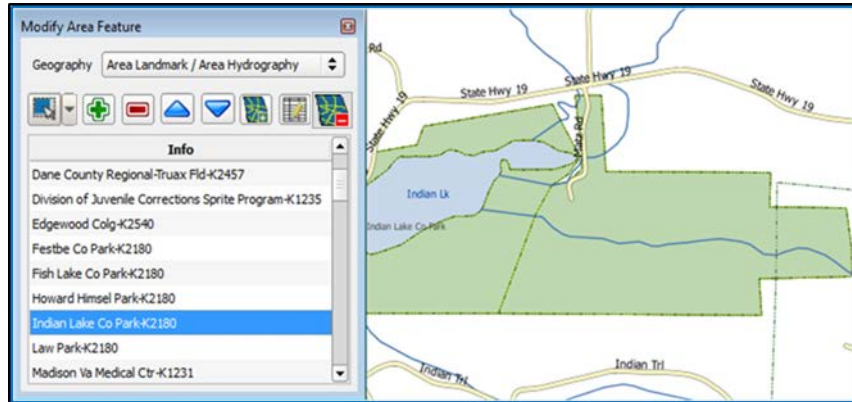 Modify Area Feature
Geography Area Landmark / Area Hydrography
Info
Dane County Regional-Truax Fld-K2457
Division of Juvenile Corrections Sprite Program-K1235
Edgewood Colg-K2540
Festbe Co Park-K2180
Fish Lake Co Park-K2180
Howard Himsel Park-K2180
Indian Lake Co Park-K2180
Law Park-K2180
Madison Va Medical Ctr-K1231
Rd
State Hwy 19
State Hwy 19
State Hwy 19
State Hwy 19
Indian Lk
Indian Lake Co Park
Indian Trl
Indian Trl